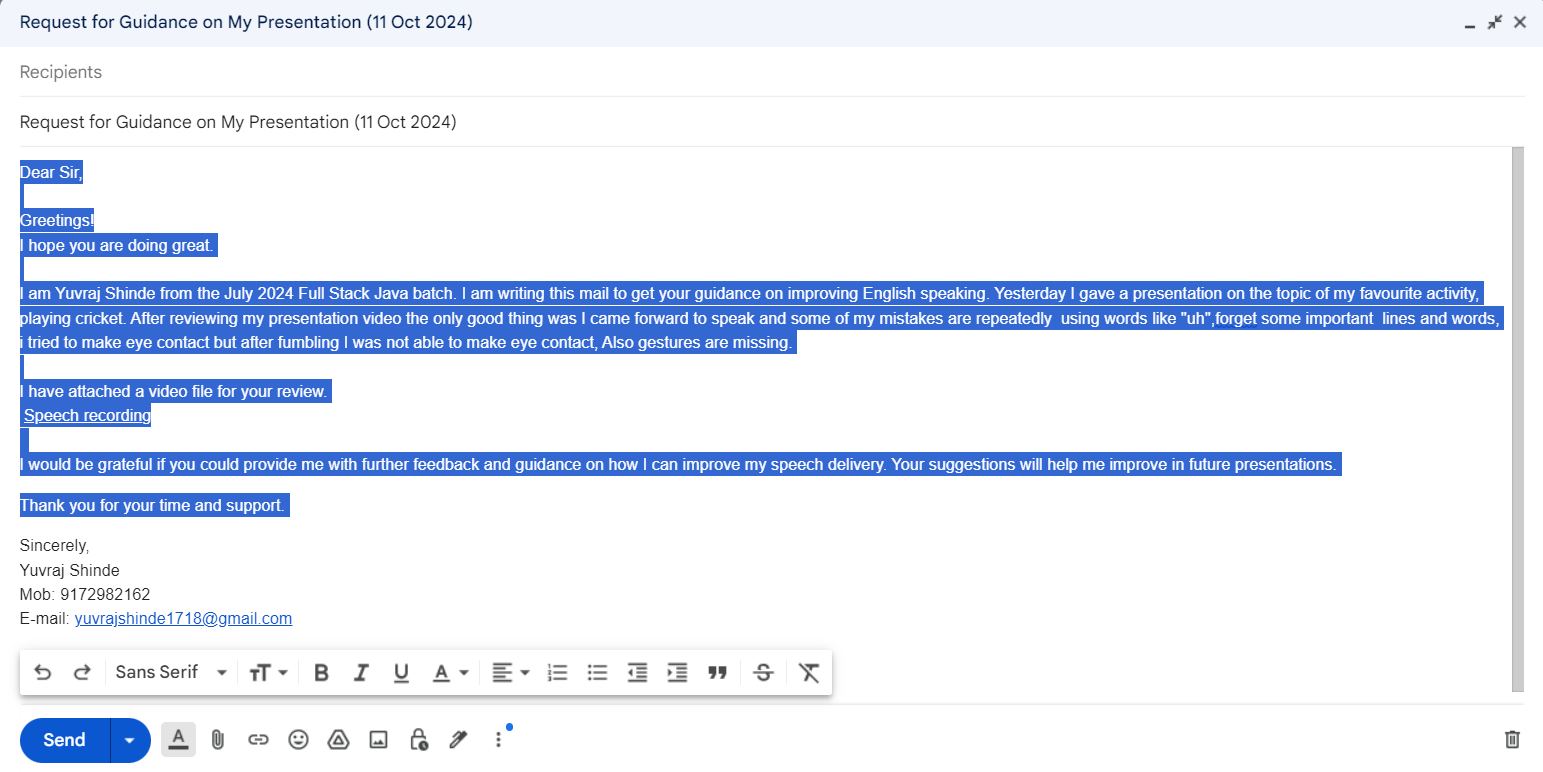 Request for Guidance on My Presentation (11 Oct 2024)
Recipients
Request for Guidance on My Presentation (11 Oct 2024)
Dear Sir,
Greetings!
I hope you are doing great.
I am Yuvraj Shinde from the July 2024 Full Stack Java batch. I am writing this mail to get your guidance on improving English speaking. Yesterday I gave a presentation on the topic of my favourite activity,
playing cricket. After reviewing my presentation video the only good thing was I came forward to speak and some of my mistakes are repeatedly  using words like "uh",forget some important  lines and words,
i tried to make eye contact but after fumbling I was not able to make eye contact, Also gestures are missing.
I have attached a video file for your review.
Speech recording
I would be grateful if you could provide me with further feedback and guidance on how I can improve my speech delivery. Your suggestions will help me improve in future presentations.
Thank you for your time and support.
Sincerely,
Yuvraj Shinde
Mob: 9172982162
E-mail: yuvrajshinde1718@gmail.com
Sans Serif
Send